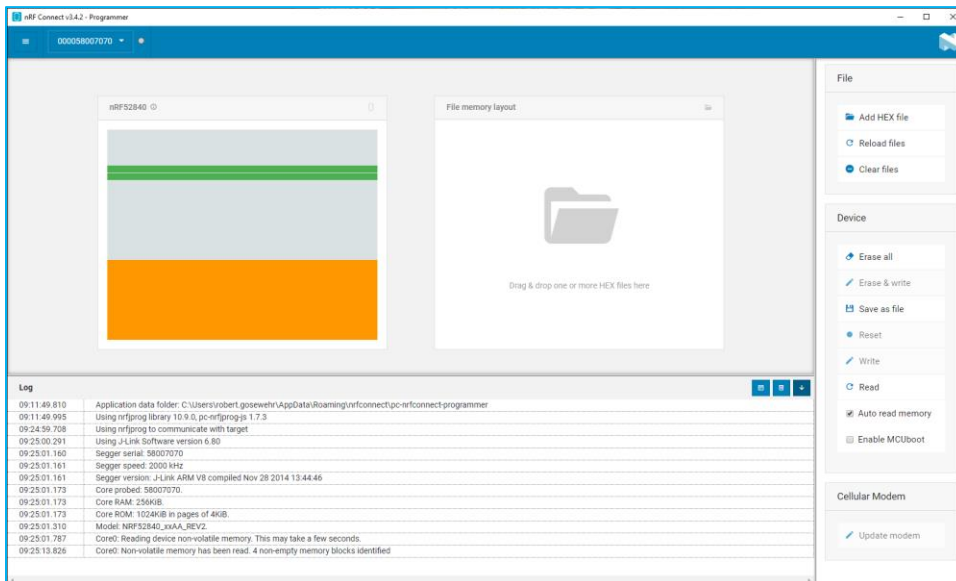 nRF Connect v3.4.2 - Programmer
000058007070
nRF52840
File memory layout
Drag & drop one or more HEX files here
File
Add HEX file
Reload files
Clear files
Device
Erase all
Erase & write
Save as file
Reset
Write
Read
Auto read memory
Enable MCUboot
Cellular Modem
Update modem
Log
09:11:49.810 Application data folder: C:\Users\robert.gosewehr\AppData\Roaming\nrfconnect\pc-nrfconnect-programmer
09:11:49.995 Using nrfjprog library 10.9.0, pc-nrfjprog-js 1.7.3
09:24:59.708 Using nrfjprog to communicate with target
09:25:00.291 Using J-Link Software version 6.80
09:25:01.160 Segger serial: 58007070
09:25:01.161 Segger speed: 2000 kHz
09:25:01.161 Segger version: J-Link ARM V8 compiled Nov 28 2014 13:44:46
09:25:01.173 Core probed: 58007070.
09:25:01.173 Core RAM: 256KiB.
09:25:01.173 Core ROM: 1024KiB in pages of 4KiB.
09:25:01.310 Model: NRF52840_xxAA_REV2.
09:25:01.787 Core0: Reading device non-volatile memory. This may take a few seconds.
09:25:13.826 Core0: Non-volatile memory has been read. 4 non-empty memory blocks identified